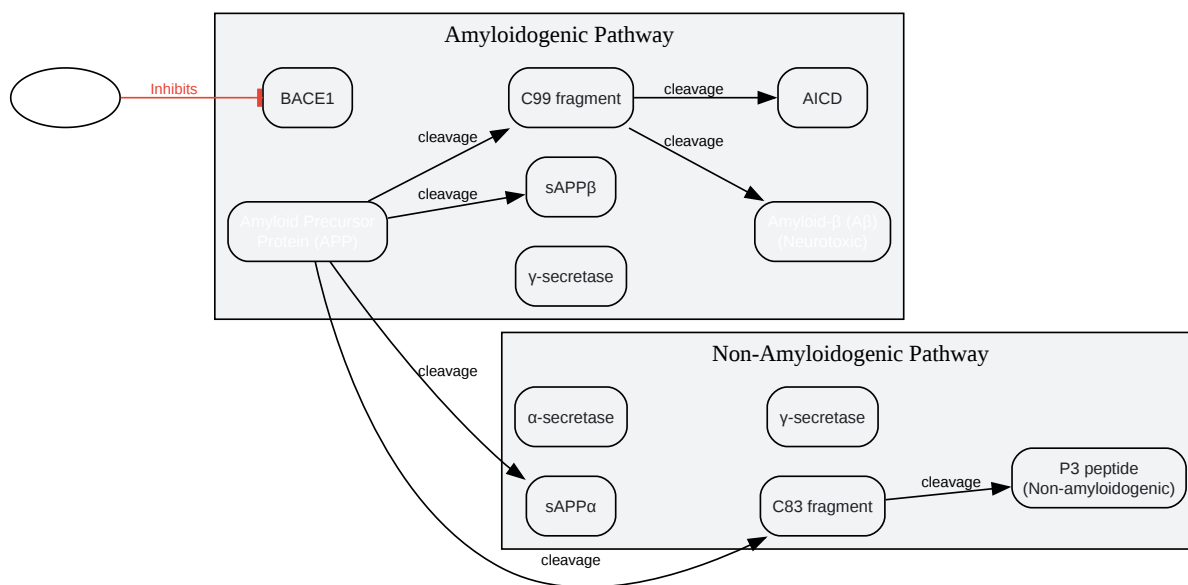 Amyloidogenic Pathway
Inhibits
BACE1
C99 fragment
cleavage
AICD
cleavage
cleavage
sAPPβ
cleavage
Amyloid Precursor
Protein (APP)
Amyloid-β (Aβ)
(Neurotoxic)
γ-secretase
Non-Amyloidogenic Pathway
cleavage
α-secretase
γ-secretase
P3 peptide
(Non-amyloidogenic)
cleavage
sAPPα
C83 fragment
cleavage